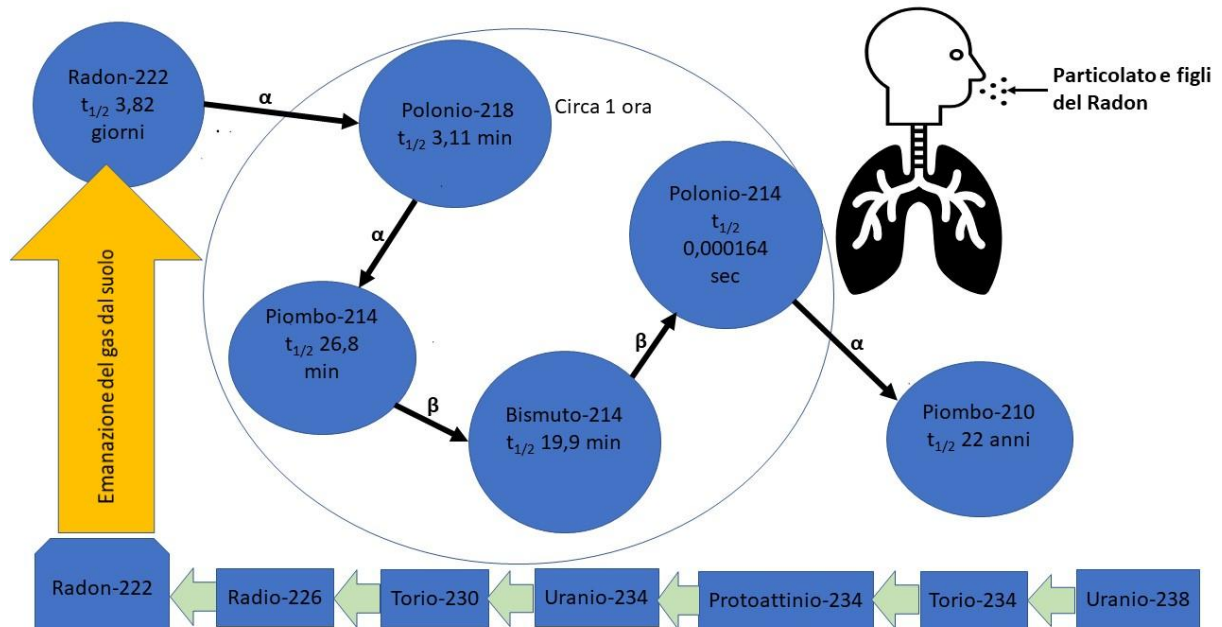 Radon-222
t1/2 3,82
giorni
α
Polonio-218
t1/2 3,11 min
Circa 1 ora
Particolato e figli
del Radon
α
Polonio-214
t1/2
0,000164
sec
Piombo-214
t1/2 26,8
min
β
Bismuto-214
t1/2 19,9 min
β
α
Piombo-210
t1/2 22 anni
Emanazione del gas dal suolo
Radon-222
Radio-226
Torio-230
Uranio-234
Protoattinio-234
Torio-234
Uranio-238